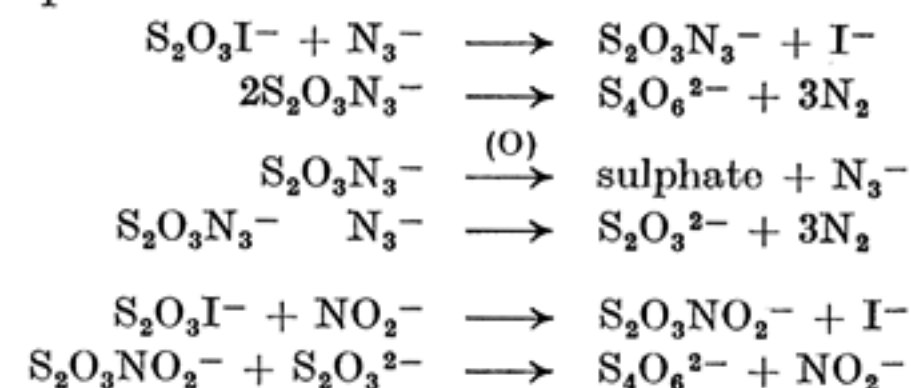 S₂O₃I⁻ + N₃⁻ ⟶ S₂O₃N₃⁻ + I⁻
2S₂O₃N₃⁻ ⟶ S₄O₆²⁻ + 3N₂
(O)
S₂O₃N₃⁻ ⟶ sulphate + N₃⁻
S₂O₃N₃⁻ N₃⁻ ⟶ S₂O₃²⁻ + 3N₂
S₂O₃I⁻ + NO₂⁻ ⟶ S₂O₃NO₂⁻ + I⁻
S₂O₃NO₂⁻ + S₂O₃²⁻ ⟶ S₄O₆²⁻ + NO₂⁻